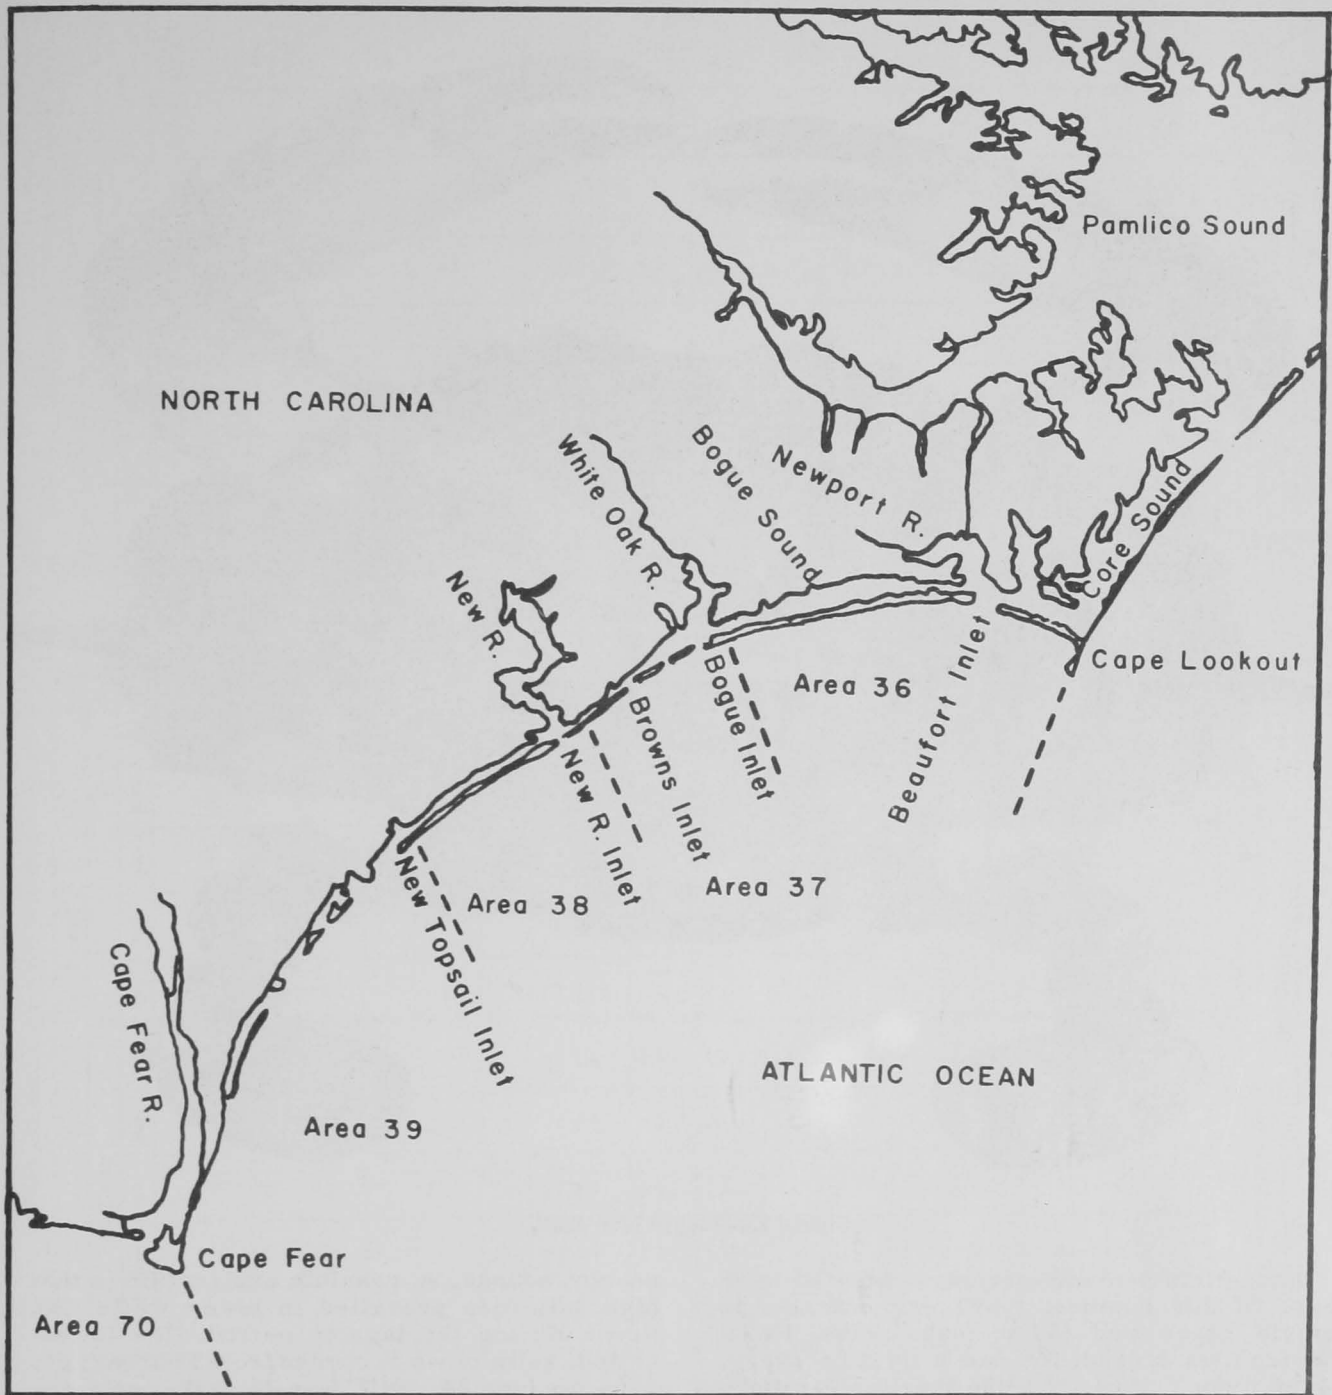 Pamlico Sound
NORTH CAROLINA
White Oak R.
Bogue Sound
Newport R.
Core Sound
New R.
Cape Lookout
Area 36
Beaufort Inlet
Bogue Inlet
Browns Inlet
New R. Inlet
Area 37
Area 38
New Topsail Inlet
Cape Fear R.
ATLANTIC OCEAN
Area 39
Cape Fear
Area 70